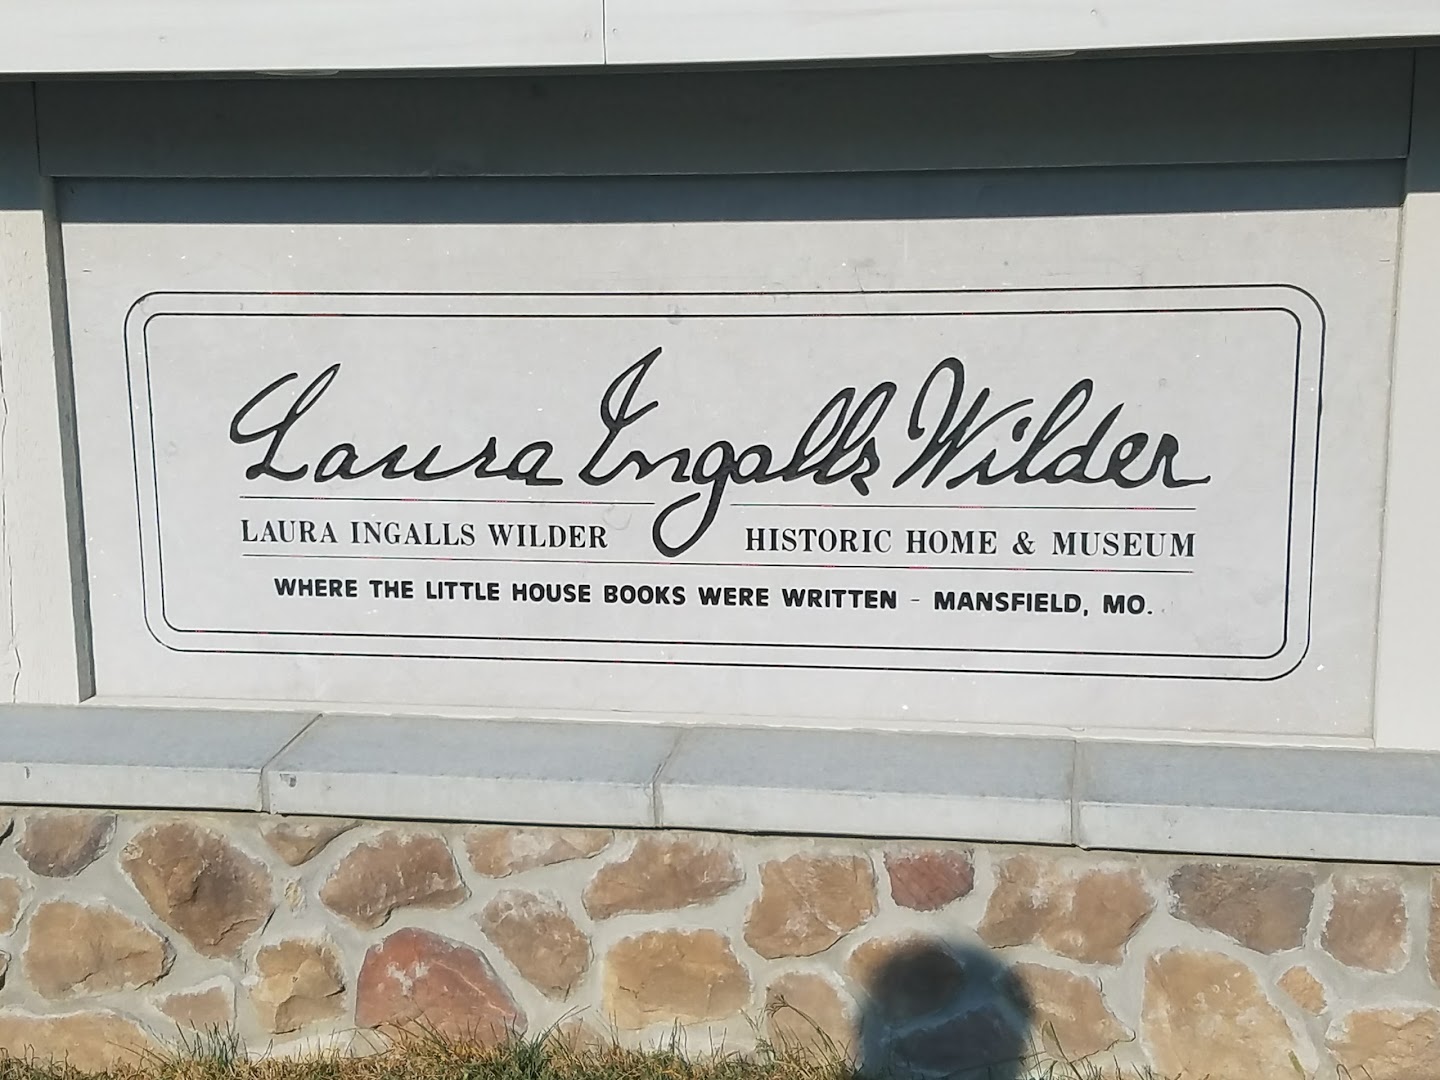 Laura Ingalls Wilder
LAURA INGALLS WILDER HISTORIC HOME & MUSEUM
WHERE THE LITTLE HOUSE BOOKS WERE WRITTEN - MANSFIELD, MO.